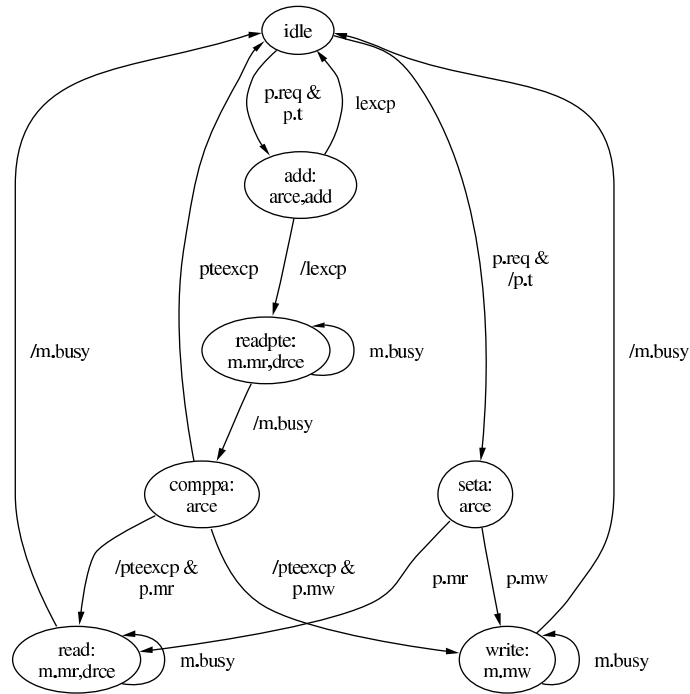 idle
p.req &
p.t
lexcp
add:
arce,add
pteexcp
/lexcp
p.req &
/p.t
/m.busy
readpte:
m.mr,drce
m.busy
/m.busy
/m.busy
comppa:
arce
seta:
arce
/pteexcp &
p.mr
/pteexcp &
p.mw
p.mr
p.mw
read:
m.mr,drce
m.busy
write:
m.mw
m.busy